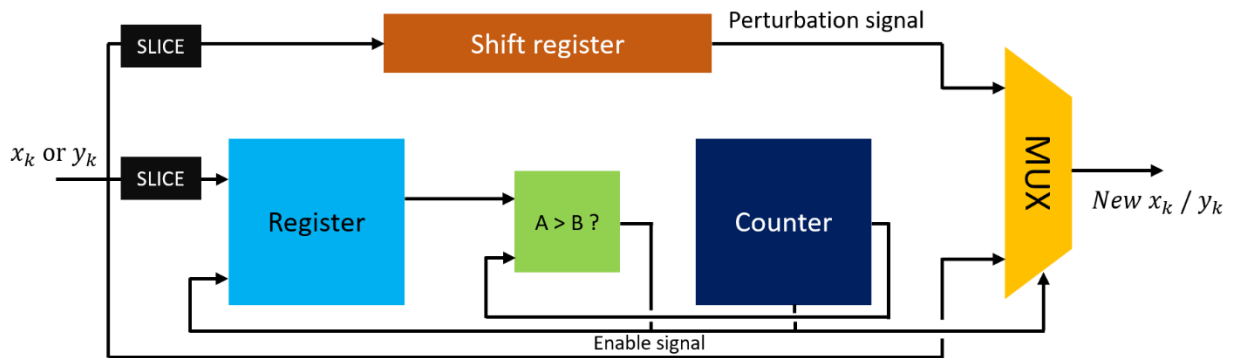 Perturbation signal
SLICE
Shift register
x_k or y_k
SLICE
Register
A > B ?
Counter
MUX
New x_k / y_k
Enable signal